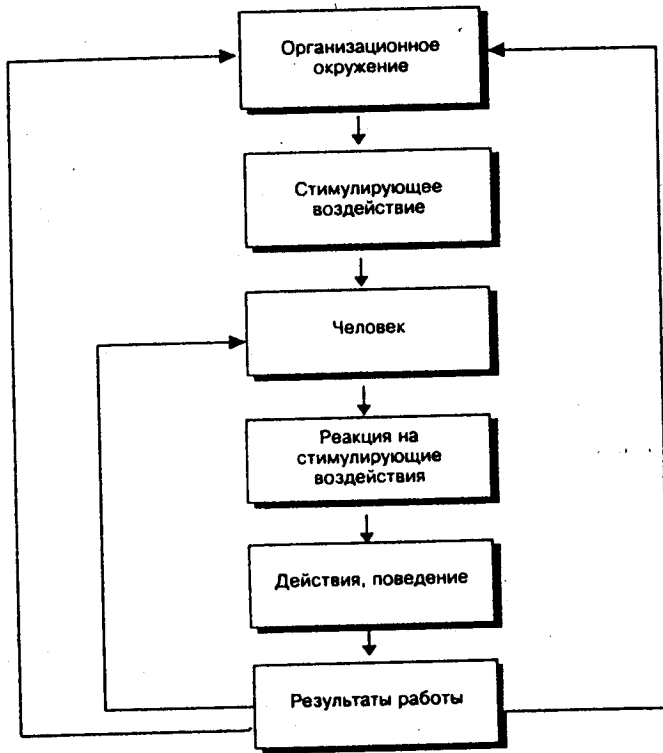 Организационное
окружение
Стимулирующее
воздействие
Человек
Реакция на
стимулирующие
воздействия
Действия, поведение
Результаты работы